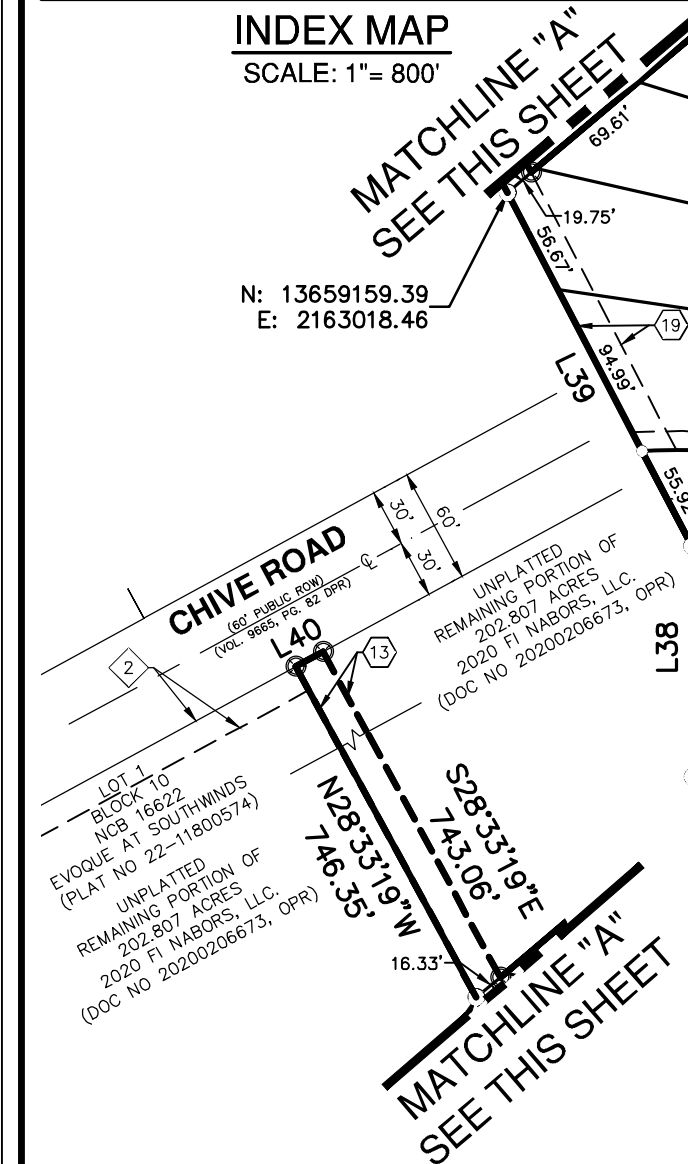 INDEX MAP
SCALE: 1"= 800'
MATCHLINE "A"
SEE THIS SHEET
69.61'
19.75'
56.67'
N: 13659159.39
E: 2163018.46
19
94.99'
L39
55.92
30'
60'
30'
CHIVE ROAD
(60' PUBLIC ROW)
(VOL. 9665, PG. 82 DPR)
℄
L40
UNPLATTED
REMAINING PORTION OF
202.807 ACRES
2020 FI NABORS, LLC.
(DOC NO 20200206673, OPR)
L38
13
2
LOT 1
BLOCK 10
NCB 16622
EVOQUE AT SOUTHWINDS
(PLAT NO 22-11800574)
UNPLATTED
REMAINING PORTION OF
202.807 ACRES
2020 FI NABORS, LLC.
(DOC NO 20200206673, OPR)
N28°33'19"W
746.35'
S28°33'19"E
743.06'
16.33'
MATCHLINE "A"
SEE THIS SHEET